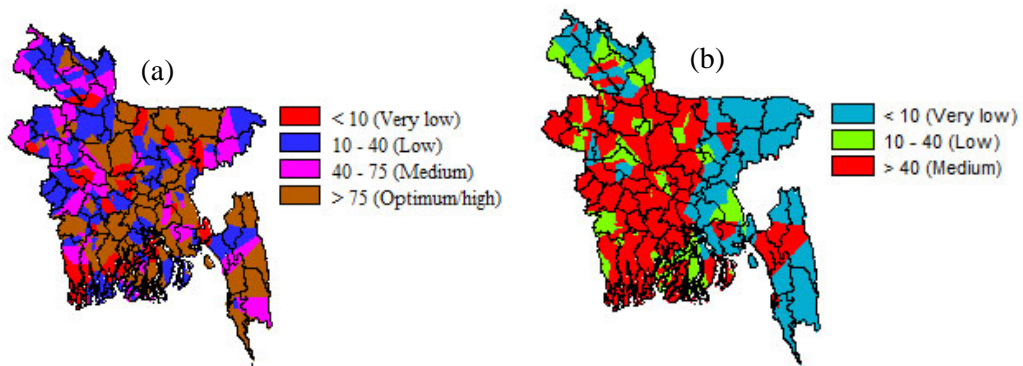 (a)
< 10 (Very low)
10 - 40 (Low)
40 - 75 (Medium)
> 75 (Optimum/high)
(b)
< 10 (Very low)
10 - 40 (Low)
> 40 (Medium)